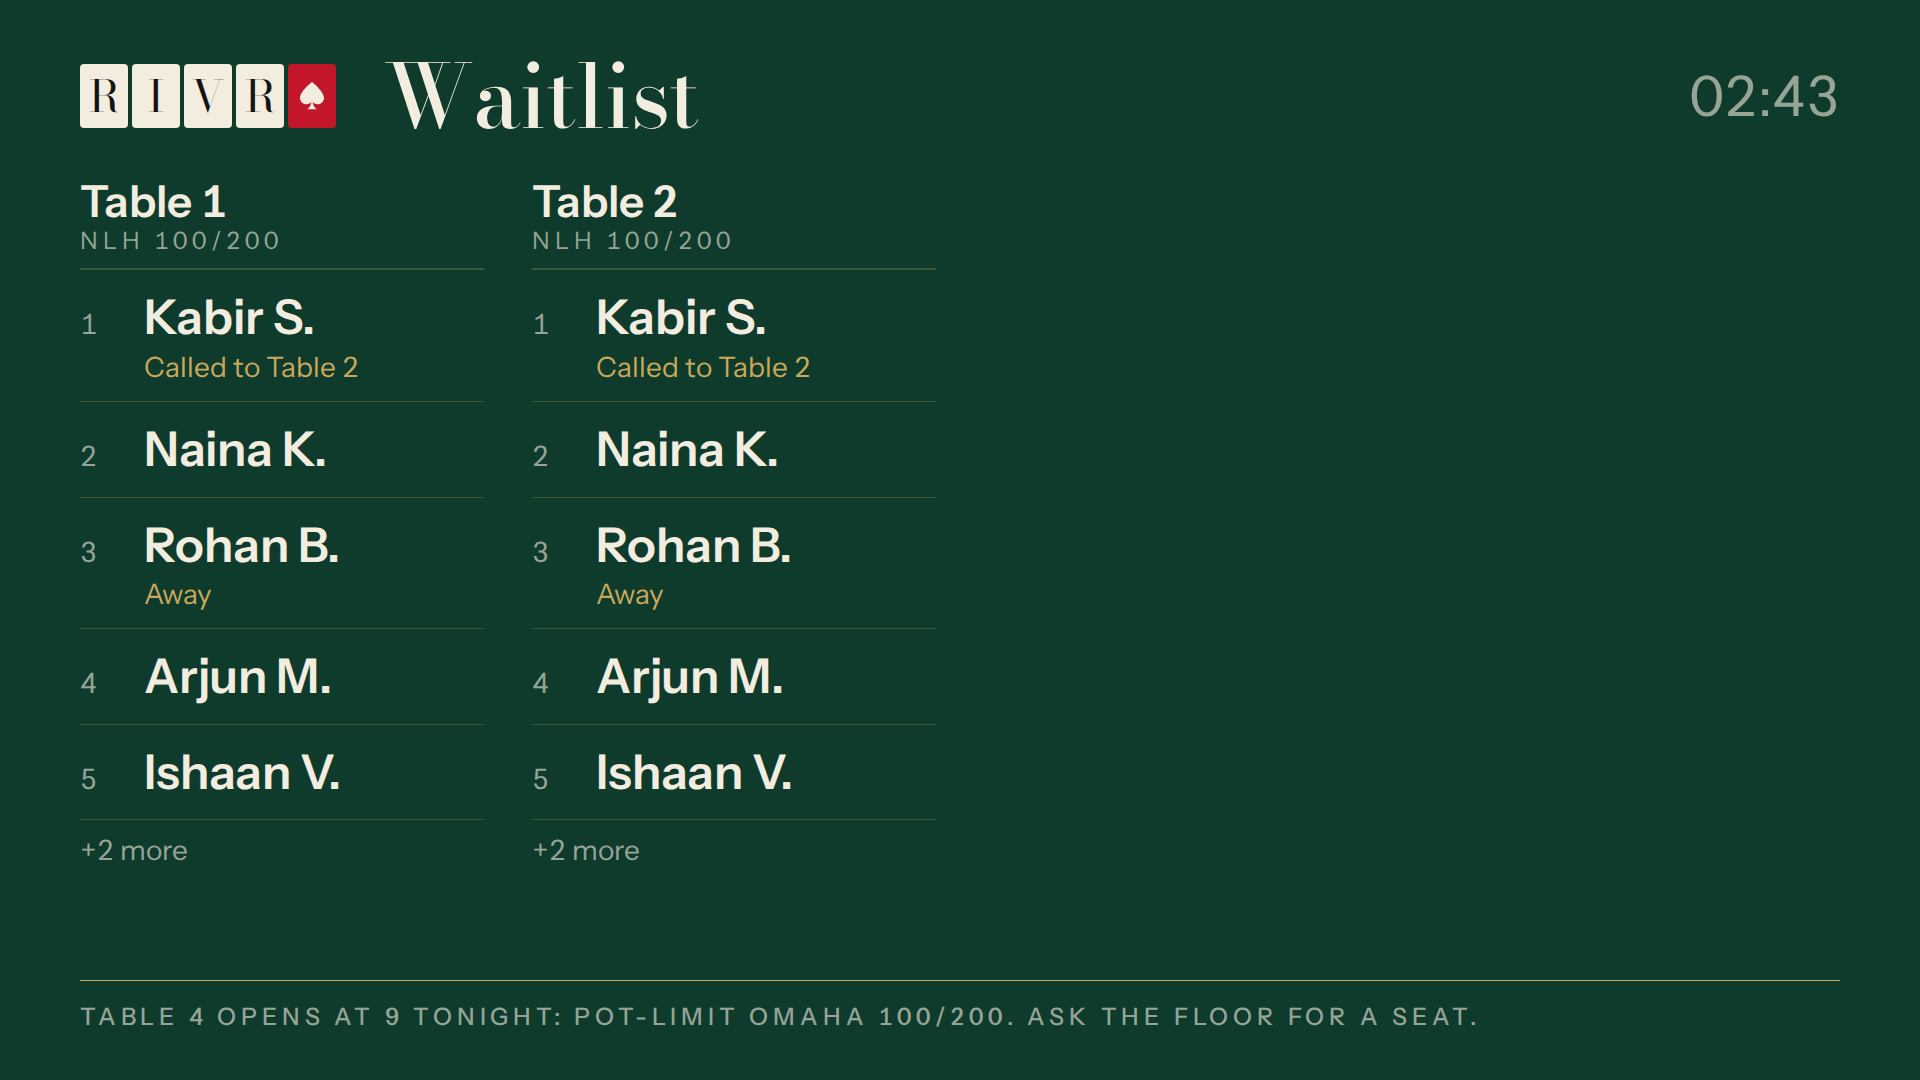 RIVR♠ Waitlist
02:43
Table 1
NLH 100/200
1 Kabir S.
Called to Table 2
2 Naina K.
3 Rohan B.
Away
4 Arjun M.
5 Ishaan V.
+2 more
Table 2
NLH 100/200
1 Kabir S.
Called to Table 2
2 Naina K.
3 Rohan B.
Away
4 Arjun M.
5 Ishaan V.
+2 more
TABLE 4 OPENS AT 9 TONIGHT: POT-LIMIT OMAHA 100/200. ASK THE FLOOR FOR A SEAT.